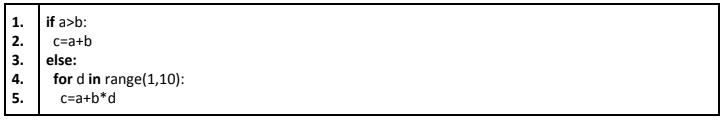 1. if a>b:
2. c=a+b
3. else:
4. for d in range(1,10):
5. c=a+b*d